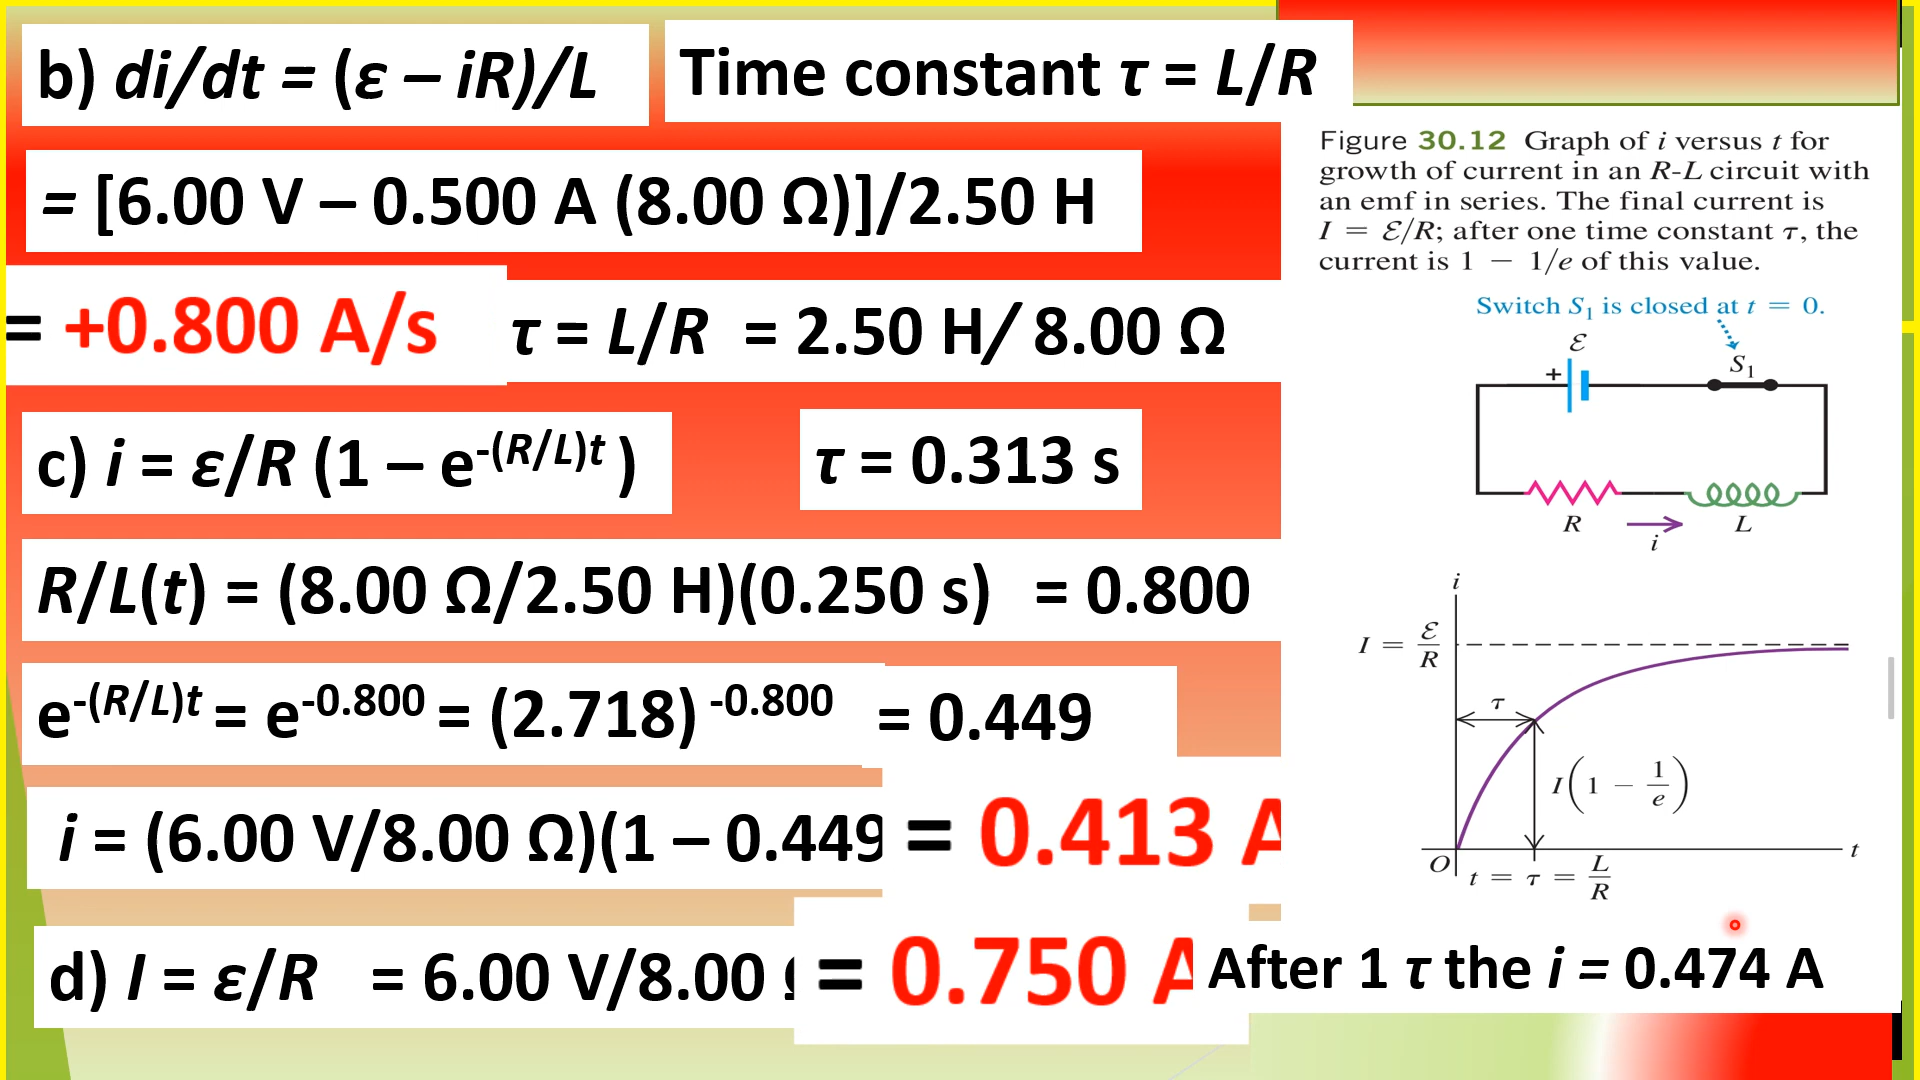 b) di/dt = (ε – iR)/L
Time constant τ = L/R
= [6.00 V – 0.500 A (8.00 Ω)]/2.50 H
= +0.800 A/s
τ = L/R = 2.50 H/ 8.00 Ω
c) i = ε/R (1 – e-(R/L)t )
τ = 0.313 s
R/L(t) = (8.00 Ω/2.50 H)(0.250 s) = 0.800
e-(R/L)t = e-0.800 = (2.718) -0.800 = 0.449
i = (6.00 V/8.00 Ω)(1 – 0.449 = 0.413 A
d) I = ε/R = 6.00 V/8.00 = 0.750 A
Figure 30.12 Graph of i versus t for
growth of current in an R-L circuit with
an emf in series. The final current is
I = ℰ/R; after one time constant τ, the
current is 1 − 1/e of this value.
Switch S₁ is closed at t = 0.
ℰ
+
S₁
R
i
L
i
I = ℰ/R
τ
I(1 − 1/e)
O
t
t = τ = L/R
After 1 τ the i = 0.474 A